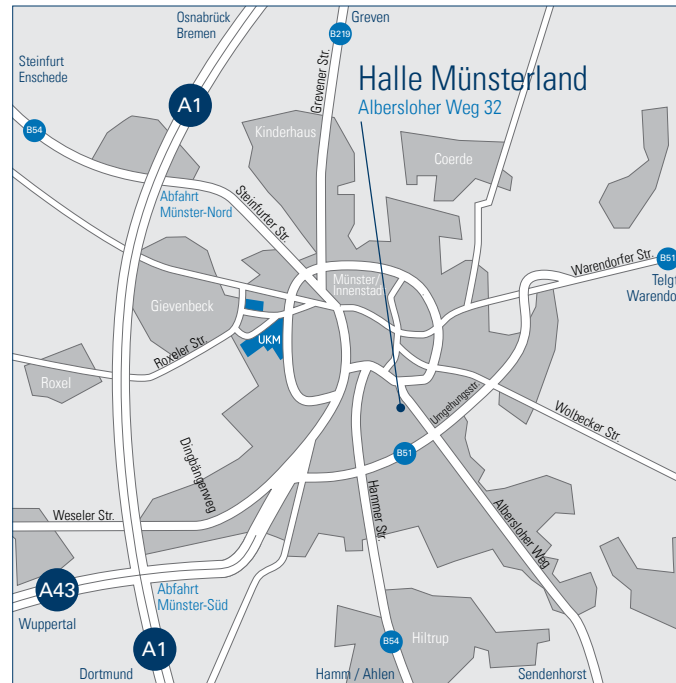 Osnabrück
Bremen
Greven
B219
Steinfurt
Enschede
Halle Münsterland
Albersloher Weg 32
A1
Grevener Str.
B54
Kinderhaus
Coerde
Abfahrt
Münster-Nord
Steinfurter Str.
Warendorfer Str.
B51
Telgt
Warendo
Münster/
Innenstad
Gievenbeck
UKM
Roxeler Str.
Roxel
Umgehungsstr.
Wolbecker Str.
Dingbängerweg
B51
Weseler Str.
Hammer Str.
Albersloher Weg
A43
Wuppertal
Abfahrt
Münster-Süd
A1
B54
Hiltrup
Dortmund
Hamm / Ahlen
Sendenhorst